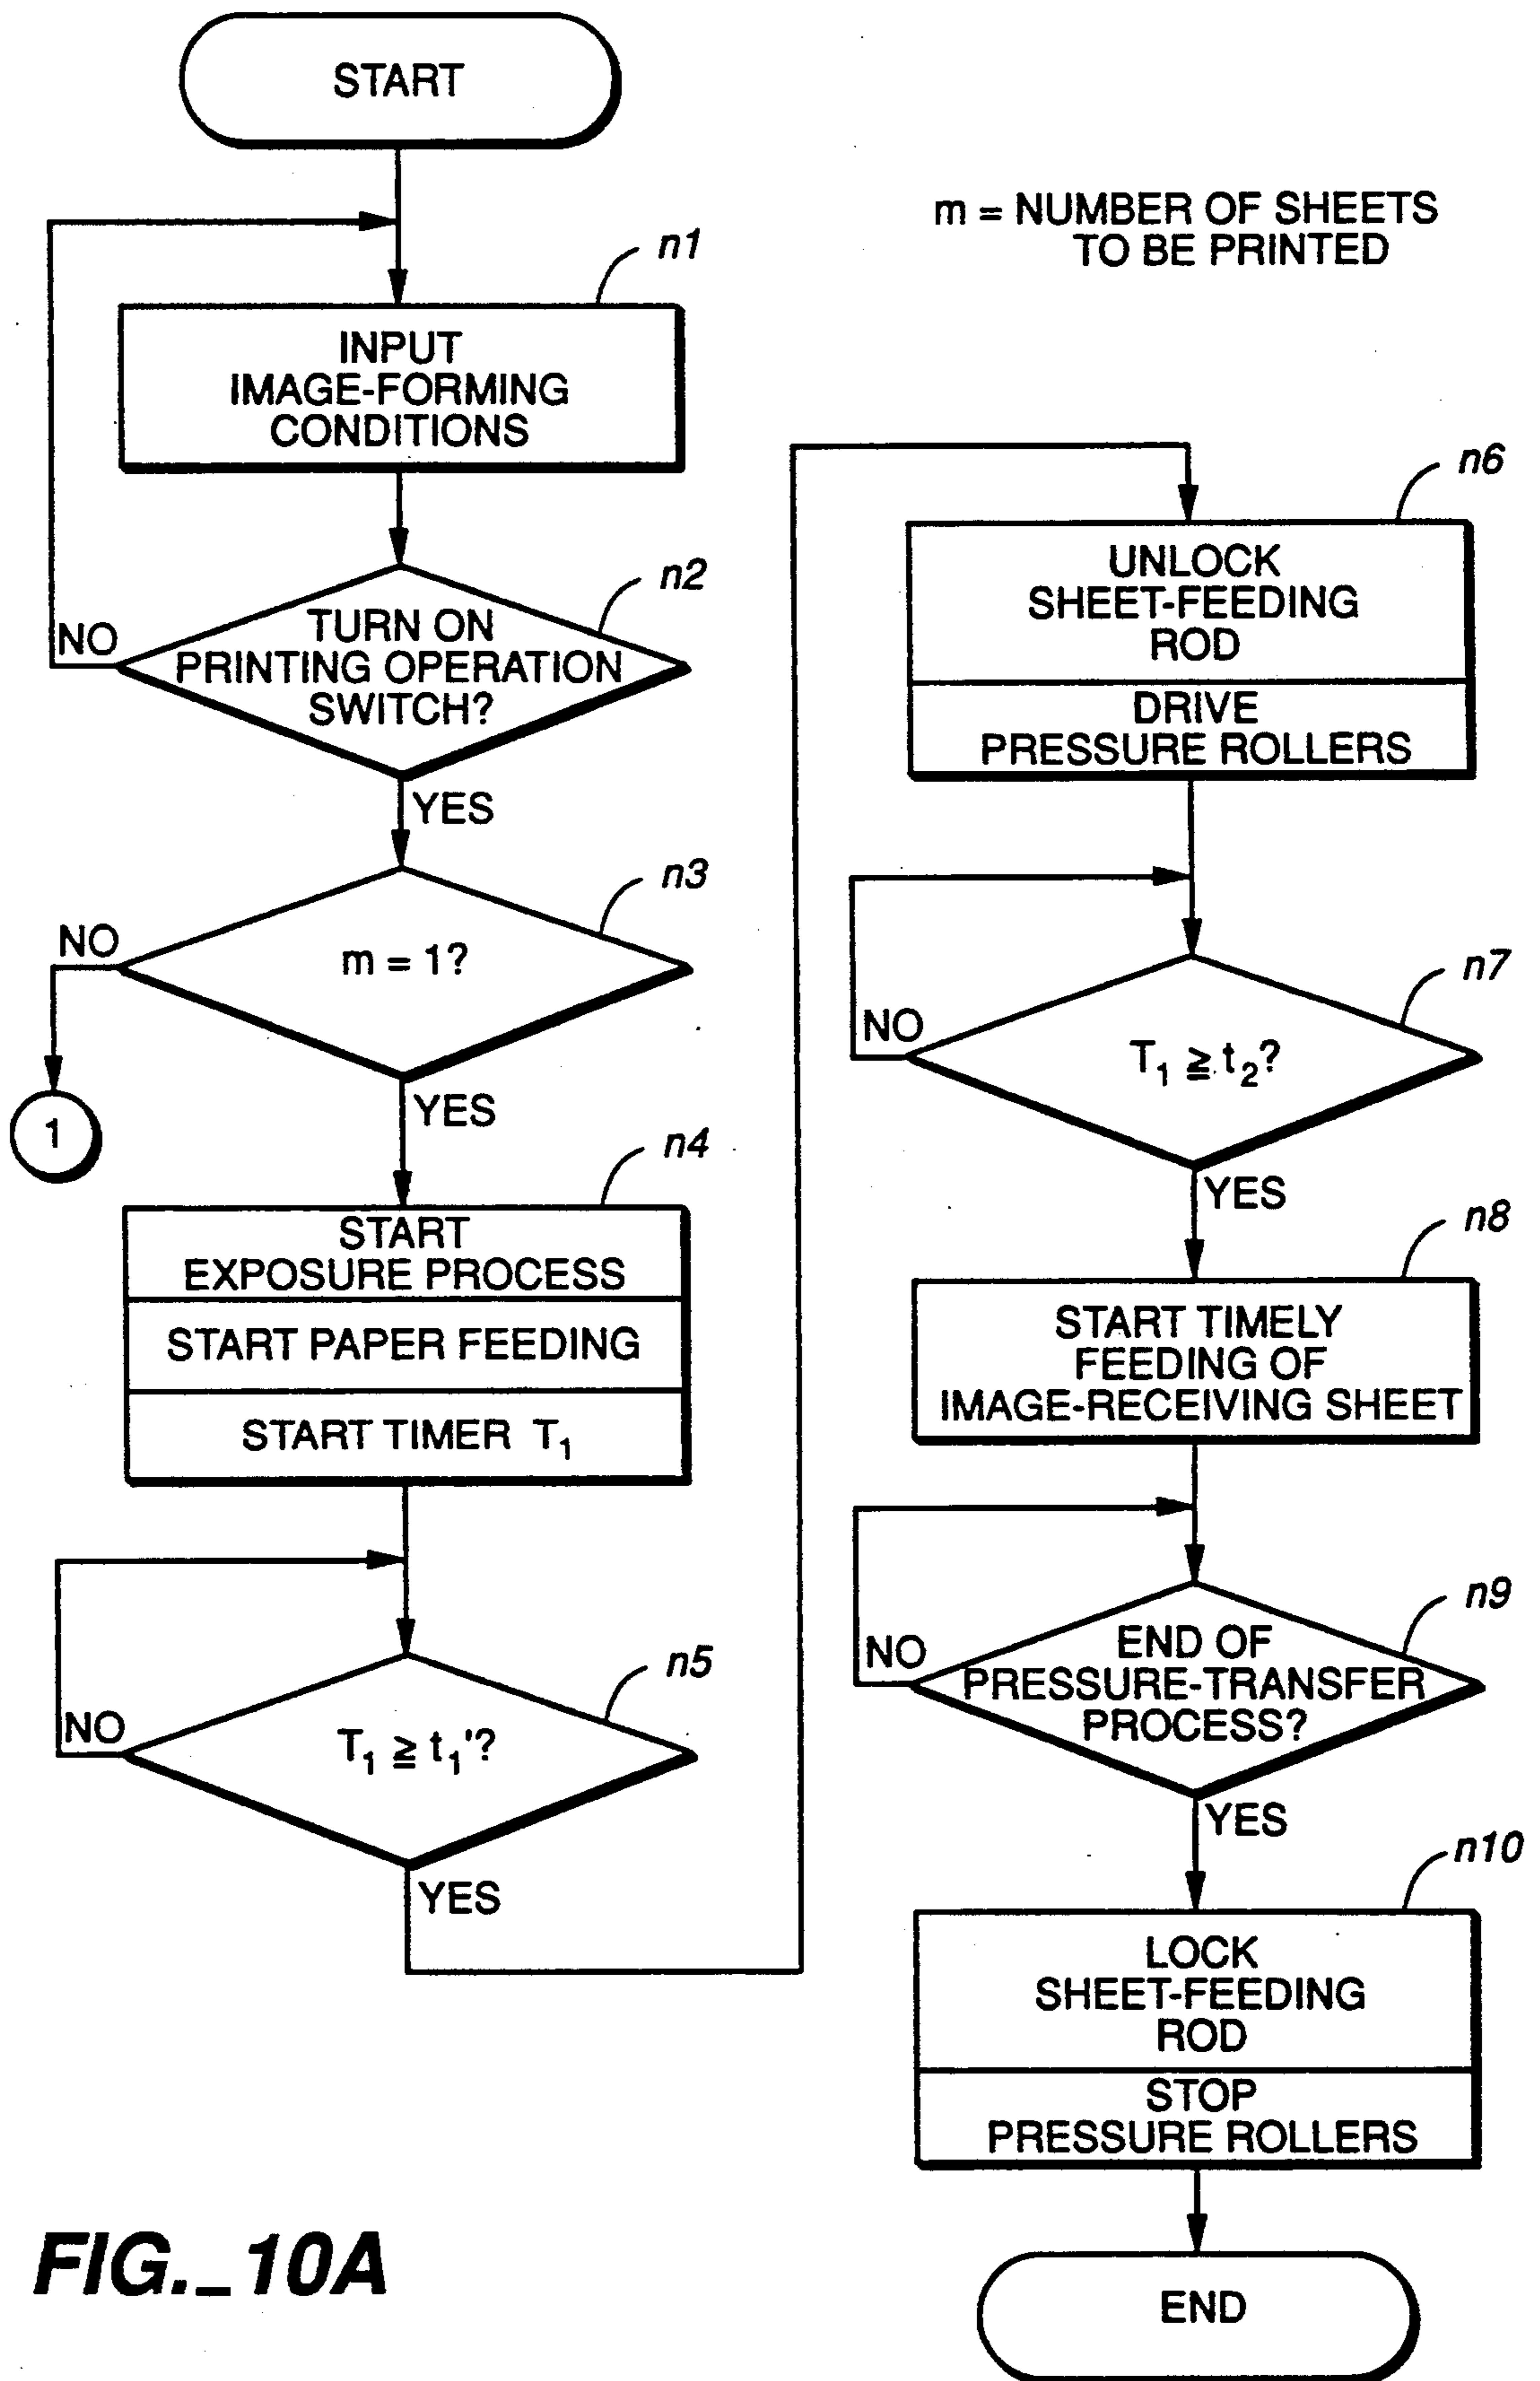 START
n1
INPUT
IMAGE-FORMING
CONDITIONS
n2
TURN ON
PRINTING OPERATION
SWITCH?
NO
YES
n3
m = 1?
NO
1
YES
n4
START
EXPOSURE PROCESS
START PAPER FEEDING
START TIMER T₁
n5
T₁ ≧ t₁'?
NO
YES
m = NUMBER OF SHEETS
TO BE PRINTED
n6
UNLOCK
SHEET-FEEDING
ROD
DRIVE
PRESSURE ROLLERS
n7
T₁ ≧ t₂?
NO
YES
n8
START TIMELY
FEEDING OF
IMAGE-RECEIVING SHEET
n9
END OF
PRESSURE-TRANSFER
PROCESS?
NO
YES
n10
LOCK
SHEET-FEEDING
ROD
STOP
PRESSURE ROLLERS
END
FIG._10A